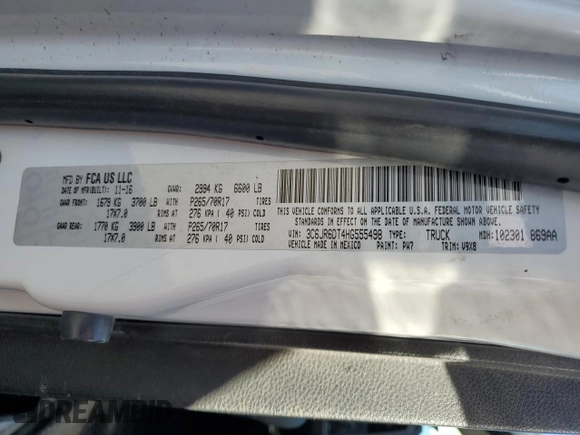 MFD BY FCA US LLC
DATE OF MFR(BUILT): 11-16 GVWR: 2994 KG 6600 LB
GAWR FRONT: 1679 KG 3700 LB WITH P265/70R17 TIRES
17X7.0 RIMS AT 276 KPA ( 40 PSI) COLD
GAWR REAR: 1770 KG 3900 LB WITH P265/70R17 TIRES
17X7.0 RIMS AT 276 KPA ( 40 PSI) COLD
THIS VEHICLE CONFORMS TO ALL APPLICABLE U.S.A. FEDERAL MOTOR VEHICLE SAFETY
STANDARDS IN EFFECT ON THE DATE OF MANUFACTURE SHOWN ABOVE.
VIN: 3C6JR6DT4HG555498 TYPE: TRUCK MDH: 102301 869AA
VEHICLE MADE IN MEXICO PAINT: PW7 TRIM: V9X8
DREAMBID